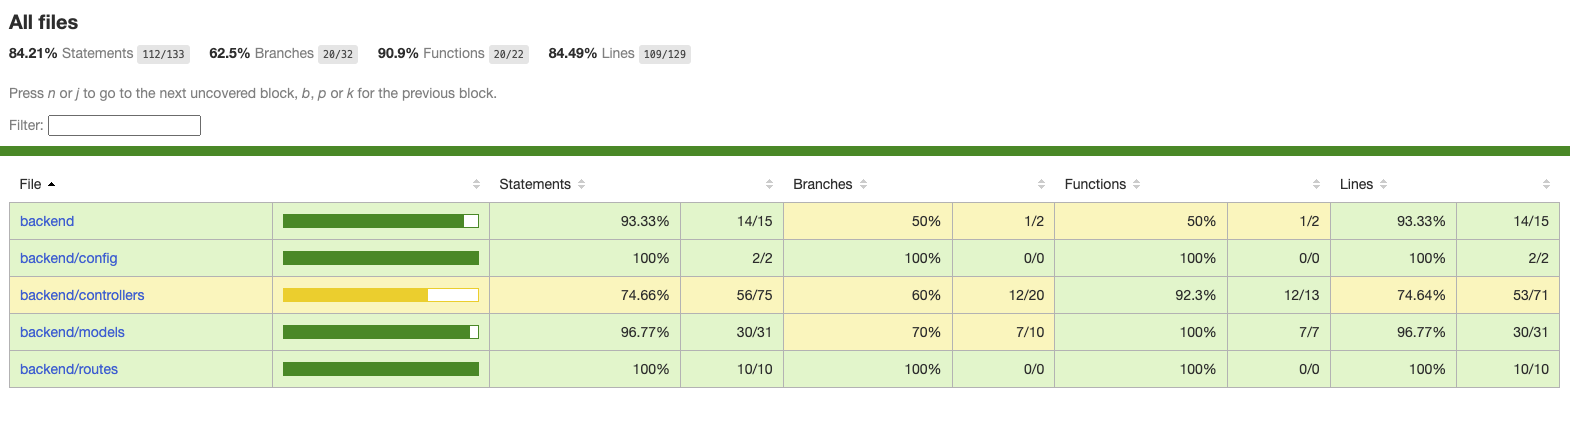 All files
84.21% Statements 112/133 62.5% Branches 20/32 90.9% Functions 20/22 84.49% Lines 109/129
Press n or j to go to the next uncovered block, b, p or k for the previous block.
Filter:
File Statements Branches Functions Lines
backend 93.33% 14/15 50% 1/2 50% 1/2 93.33% 14/15
backend/config 100% 2/2 100% 0/0 100% 0/0 100% 2/2
backend/controllers 74.66% 56/75 60% 12/20 92.3% 12/13 74.64% 53/71
backend/models 96.77% 30/31 70% 7/10 100% 7/7 96.77% 30/31
backend/routes 100% 10/10 100% 0/0 100% 0/0 100% 10/10